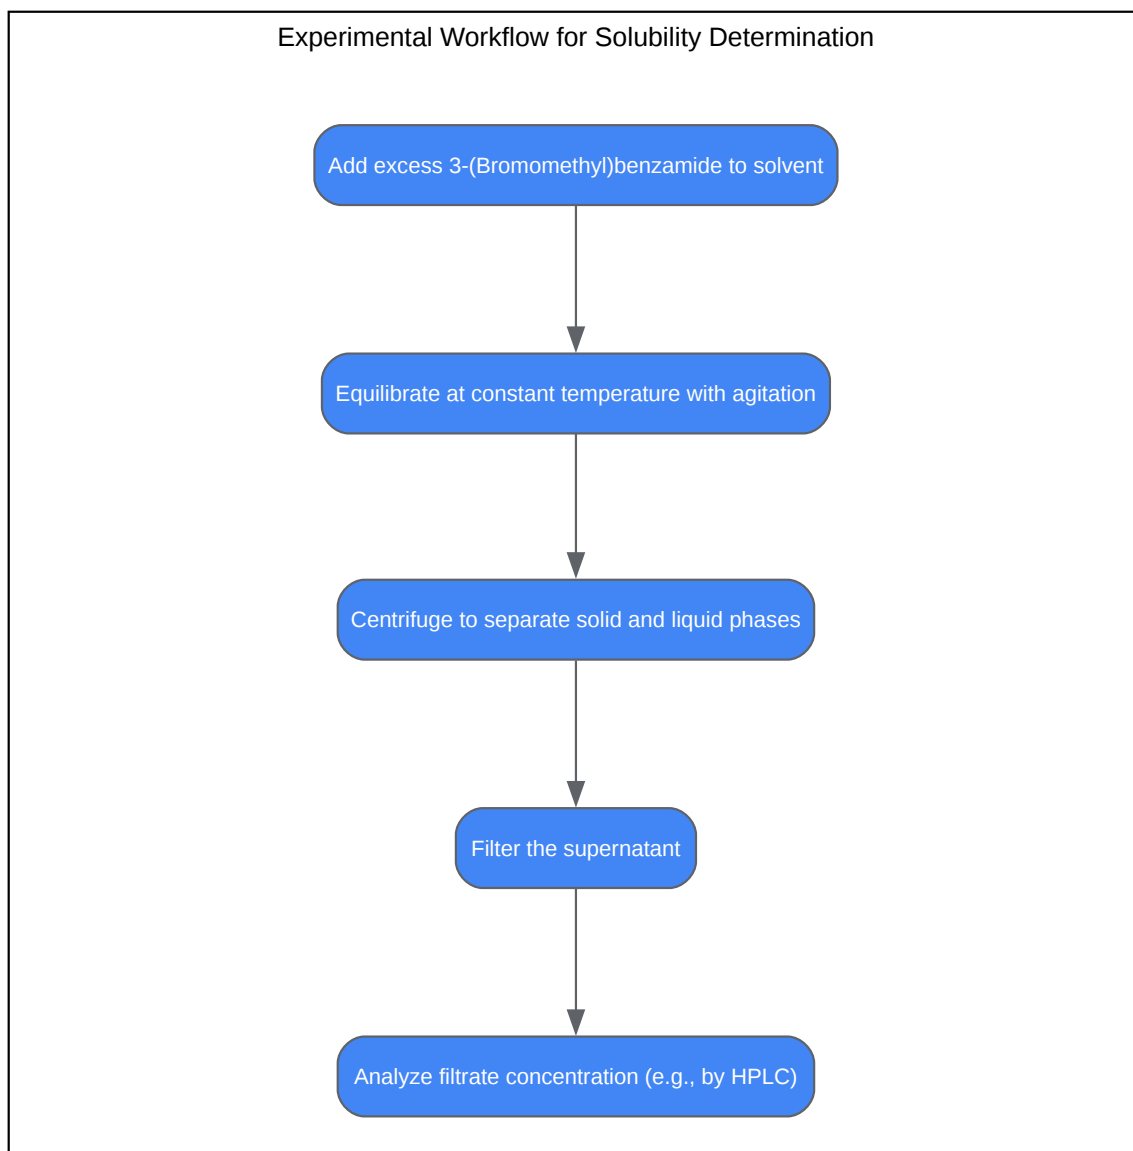 Experimental Workflow for Solubility Determination
Add excess 3-(Bromomethyl)benzamide to solvent
Equilibrate at constant temperature with agitation
Centrifuge to separate solid and liquid phases
Filter the supernatant
Analyze filtrate concentration (e.g., by HPLC)